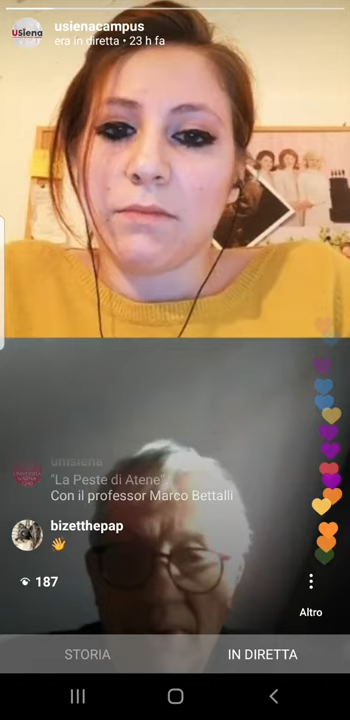 USiena
usienacampus
era in diretta • 23 h fa
unisiena
"La Peste di Atene"
Con il professor Marco Bettalli
bizetthepap
👋
187
Altro
STORIA
IN DIRETTA